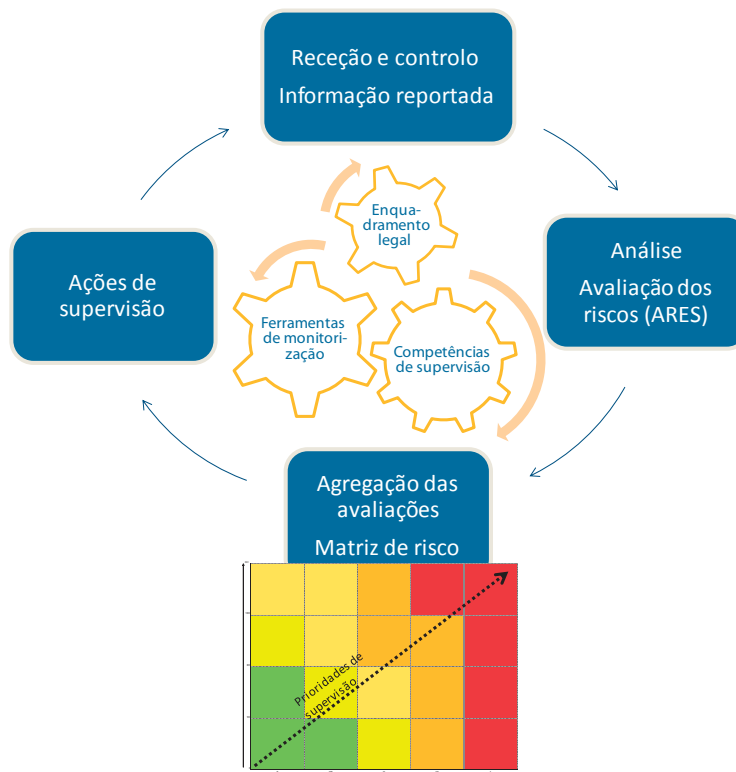 Receção e controlo
Informação reportada
Enqua-
dramento
legal
Ações de
supervisão
Análise
Avaliação dos
riscos (ARES)
Ferramentas
de monitori-
zação
Competências
de supervisão
Agregação das
avaliações
Matriz de risco
Prioridades de
supervisão